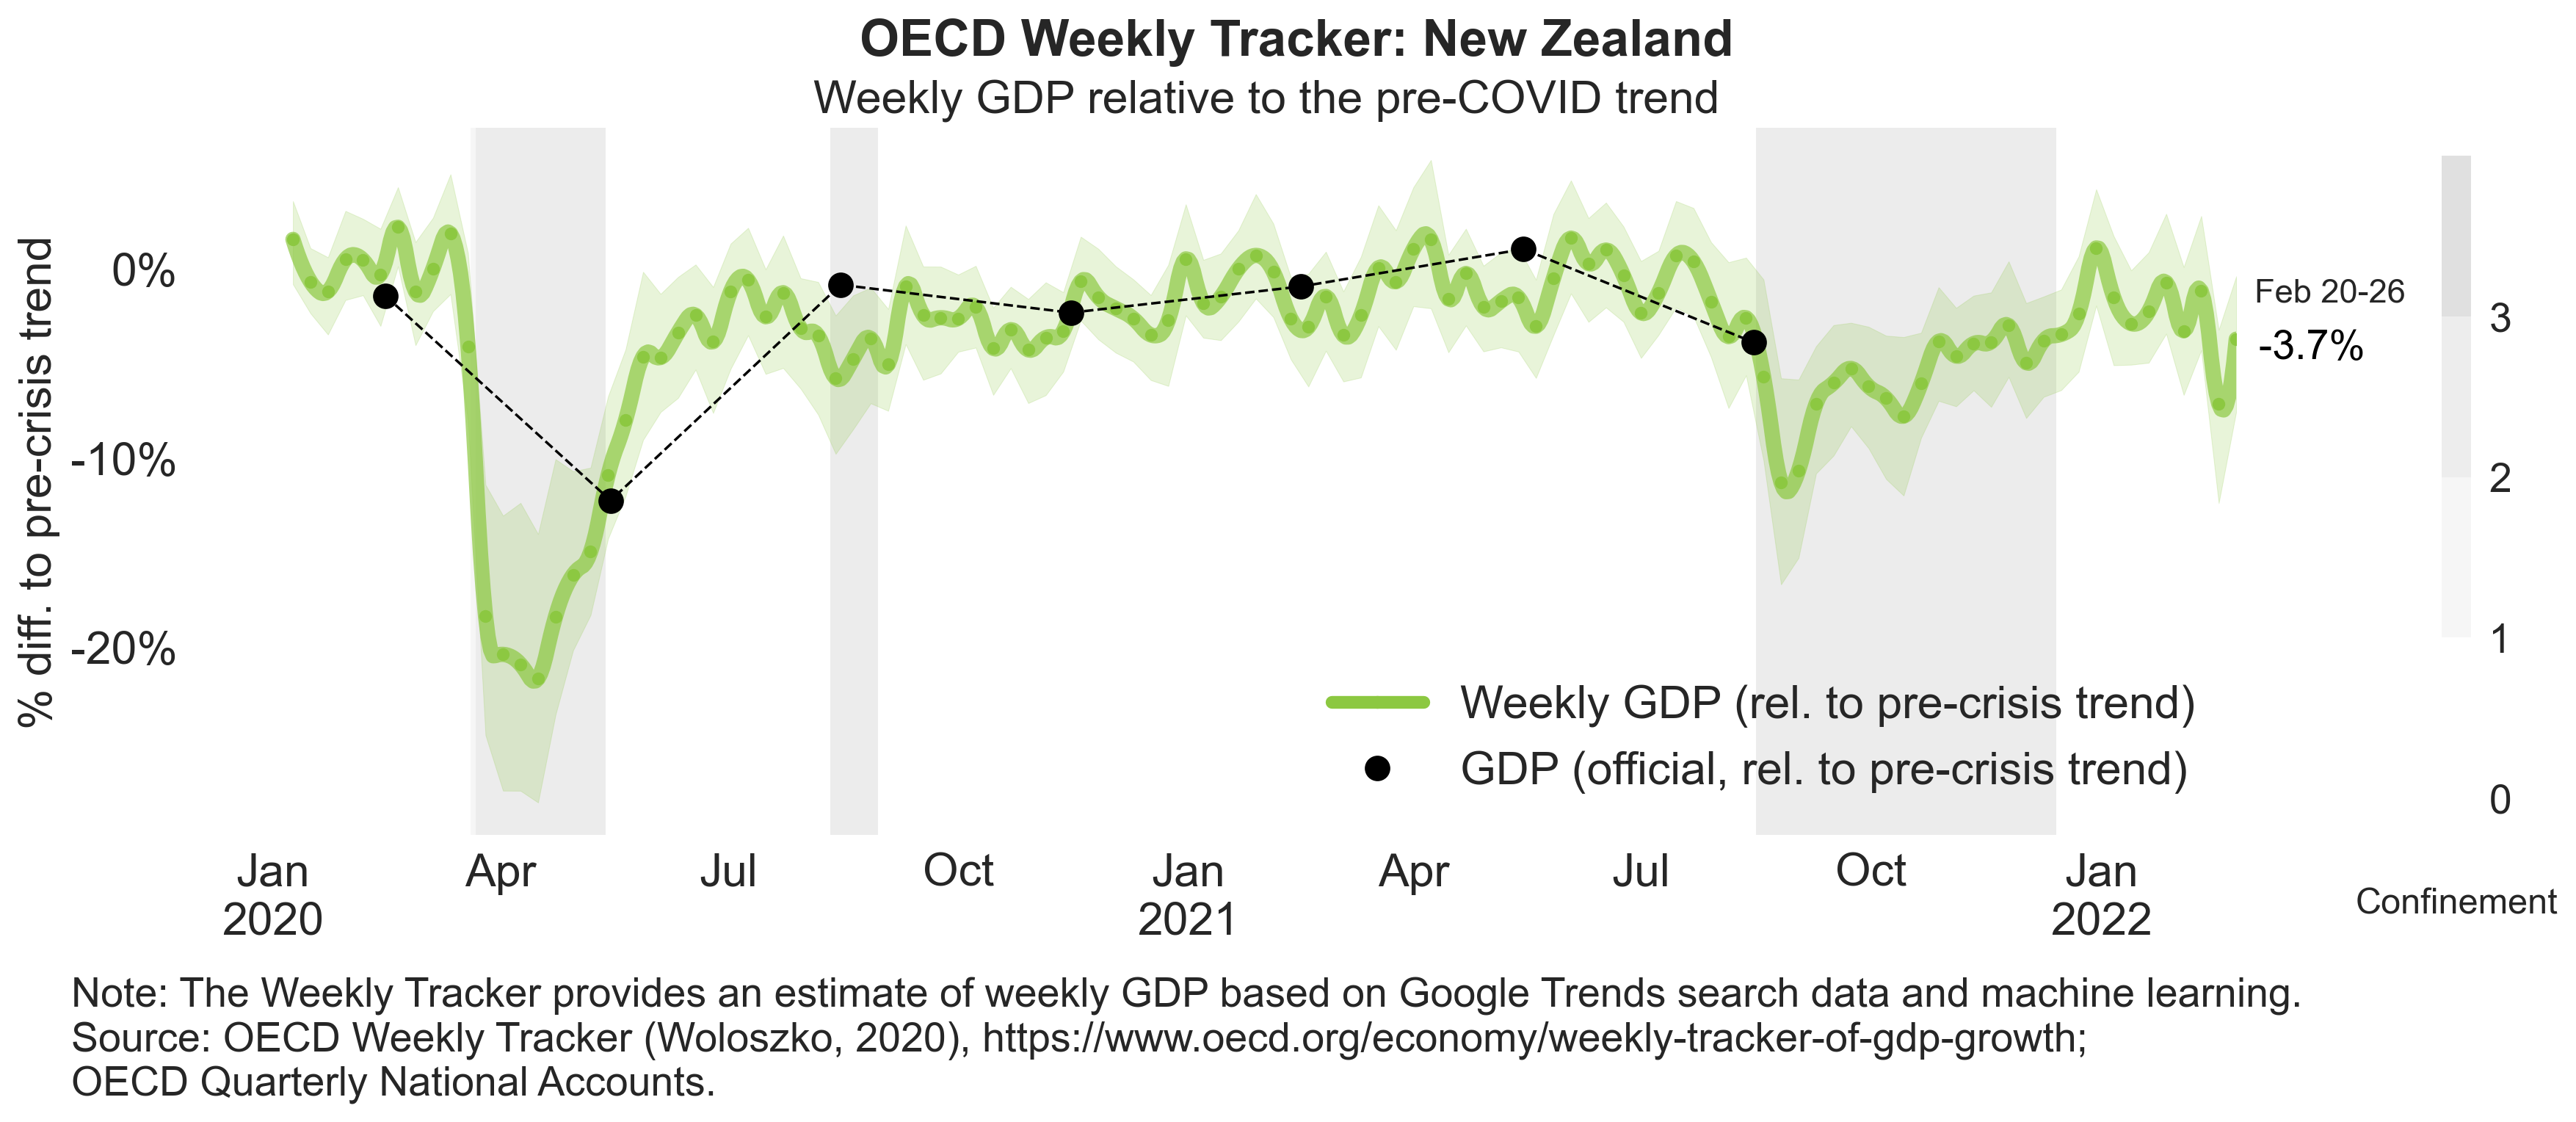 OECD Weekly Tracker: New Zealand
Weekly GDP relative to the pre-COVID trend
% diff. to pre-crisis trend
0%
-10%
-20%
Feb 20-26
-3.7%
3
2
1
0
Confinement
Weekly GDP (rel. to pre-crisis trend)
GDP (official, rel. to pre-crisis trend)
Jan Apr Jul Oct Jan Apr Jul Oct Jan
2020 2021 2022
Note: The Weekly Tracker provides an estimate of weekly GDP based on Google Trends search data and machine learning.
Source: OECD Weekly Tracker (Woloszko, 2020), https://www.oecd.org/economy/weekly-tracker-of-gdp-growth;
OECD Quarterly National Accounts.